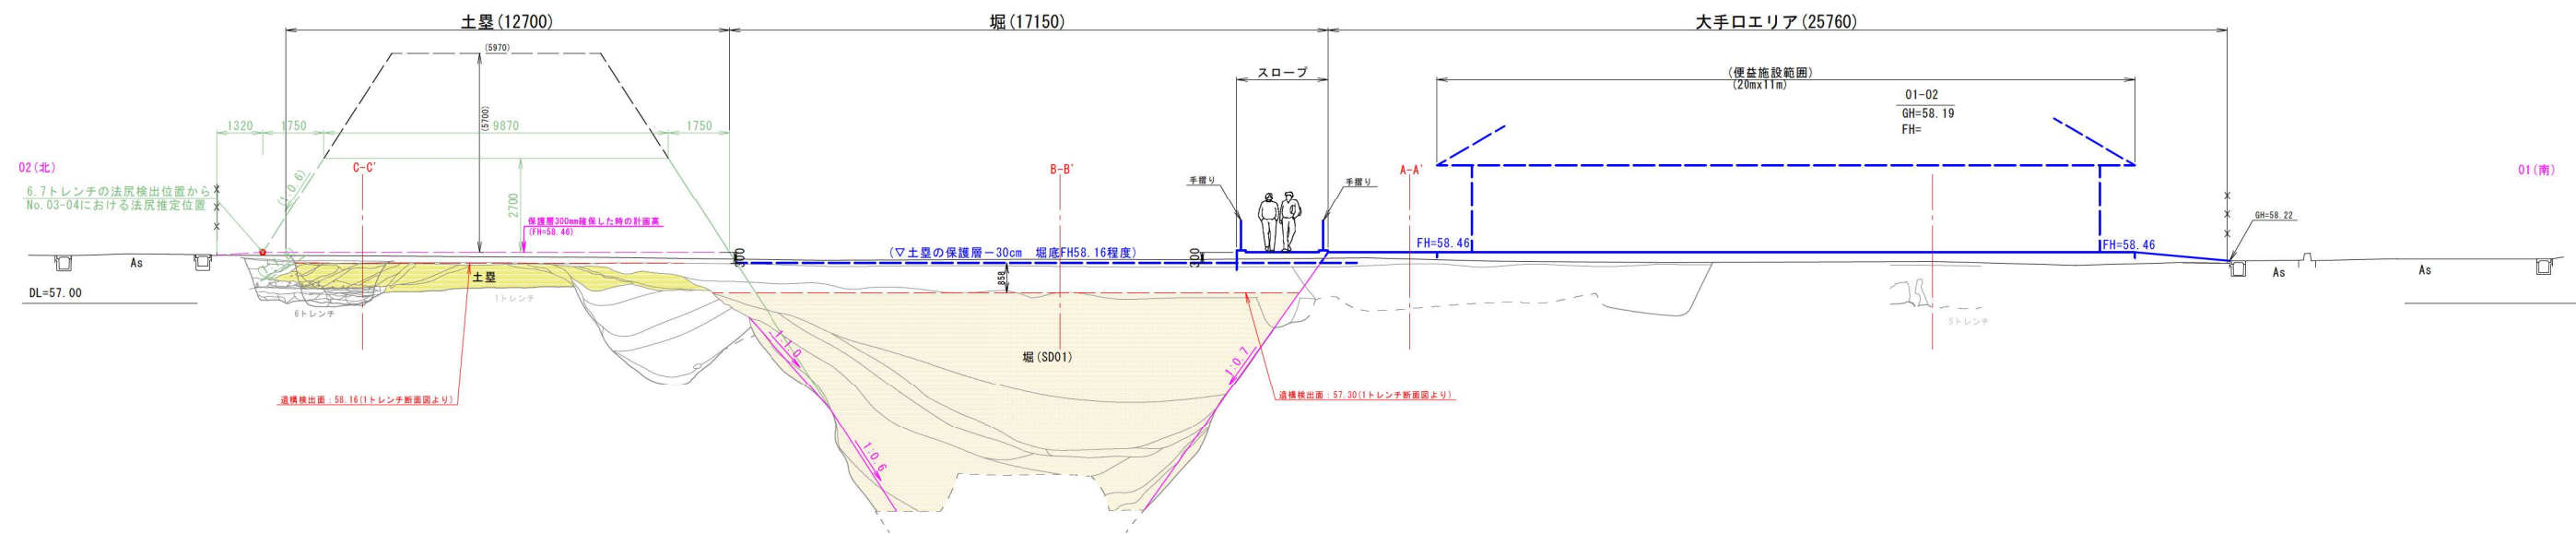 土塁(12700)
堀(17150)
大手口エリア(25760)
(5970)
スロープ
(便益施設範囲)
(20mx11m)
01-02
GH=58.19
FH=
1320
1750
9870
1750
(5700)
02(北)
C-C'
B-B'
A-A'
01(南)
6.7トレンチの法尻検出位置から
No.03-04における法尻推定位置
(1:0.6)
2700
手摺り
手摺り
保護層300mm確保した時の計画高
(FH=58.46)
GH=58.22
300
(▽土塁の保護層－30cm 堀底FH58.16程度)
300
FH=58.46
FH=58.46
As
土塁
858
As
As
DL=57.00
1トレンチ
6トレンチ
5トレンチ
1:1.0
堀(SD01)
1:0.7
遺構検出面：58.16(1トレンチ断面図より)
遺構検出面：57.30(1トレンチ断面図より)
1:0.6